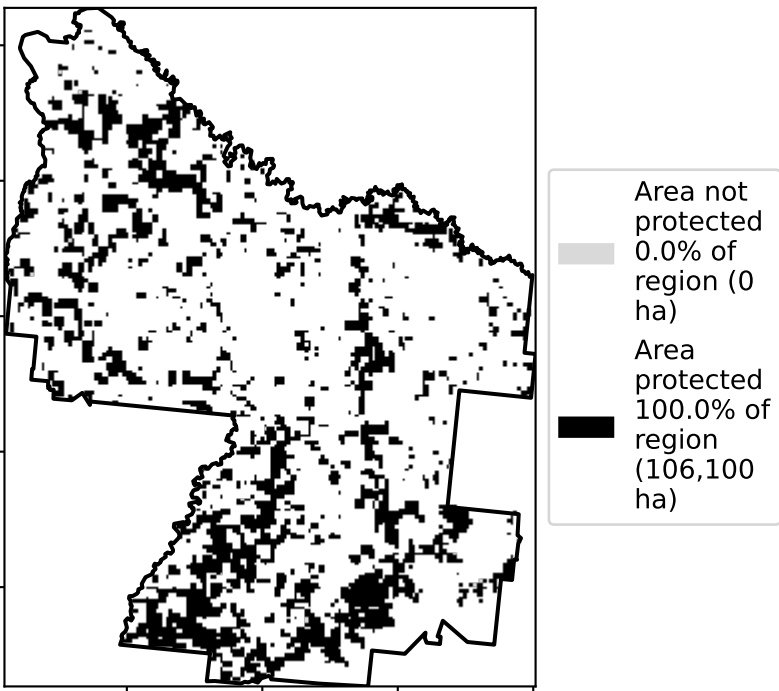 Area not
protected
0.0% of
region (0
ha)
Area
protected
100.0% of
region
(106,100
ha)